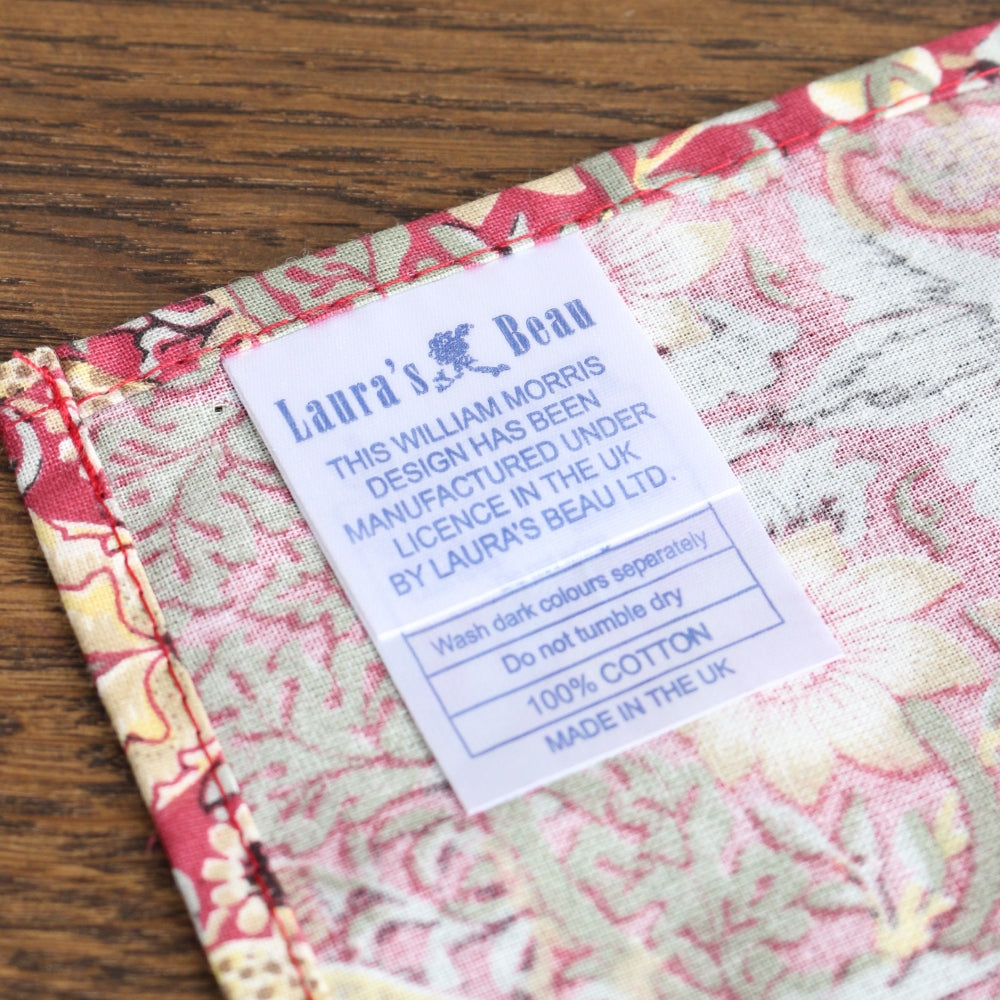 Laura's Beau
THIS WILLIAM MORRIS
DESIGN HAS BEEN
MANUFACTURED UNDER
LICENCE IN THE UK
BY LAURA'S BEAU LTD.
Wash dark colours separately
Do not tumble dry
100% COTTON
MADE IN THE UK